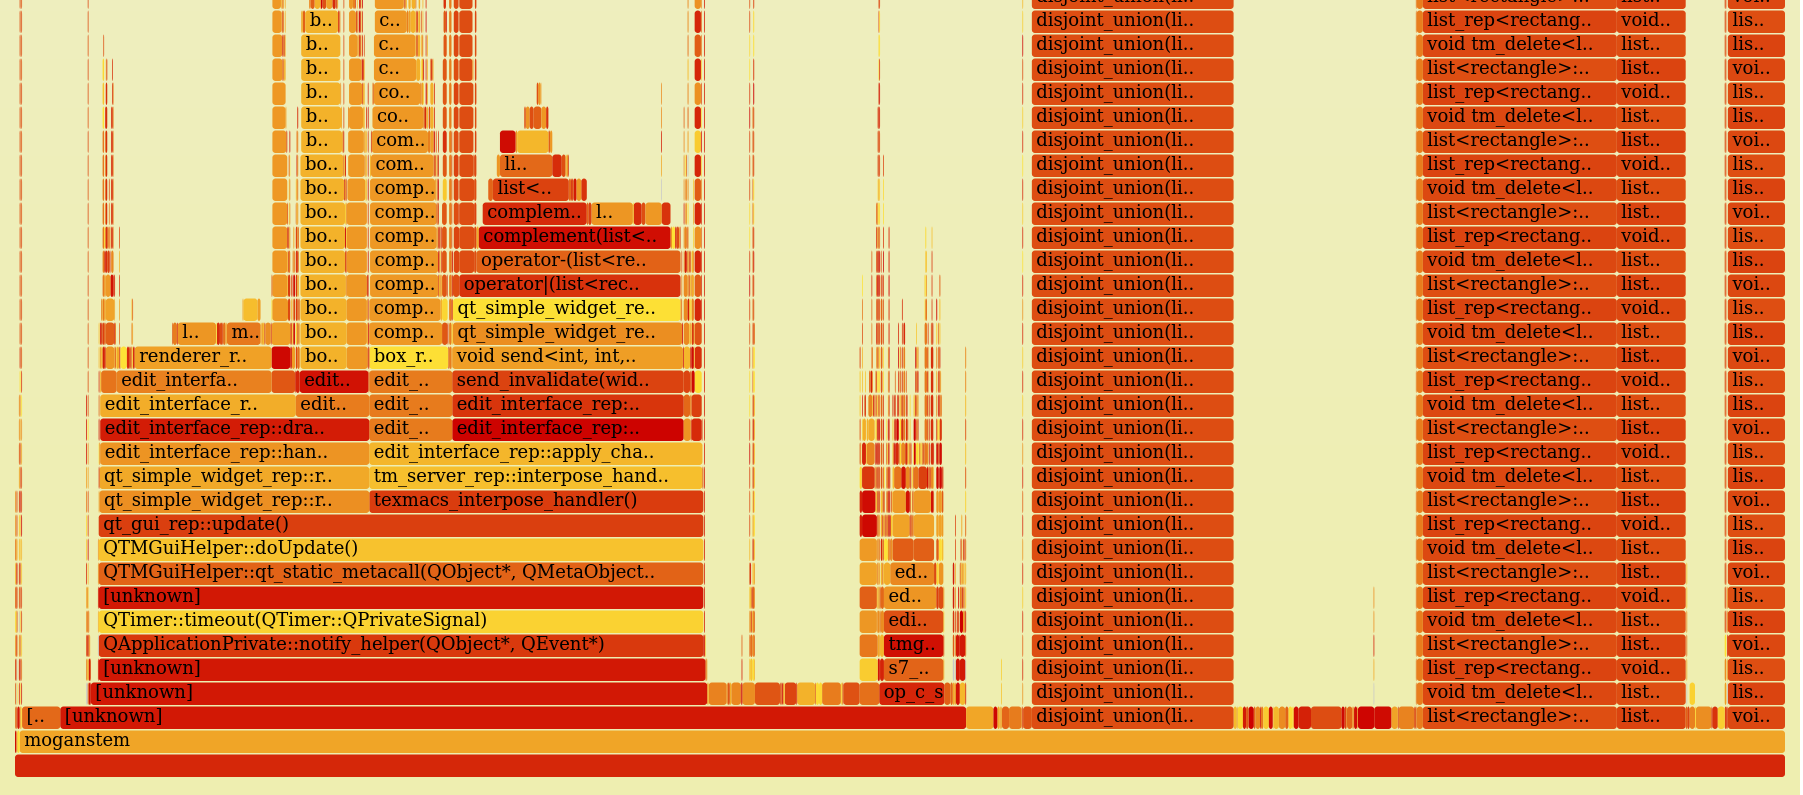 b.. c.. disjoint_union(li.. list_rep<rectang.. void.. lis..
b.. c.. disjoint_union(li.. void tm_delete<l.. list.. lis..
b.. c.. disjoint_union(li.. list<rectangle>:.. list.. voi..
b.. co.. disjoint_union(li.. list_rep<rectang.. void.. lis..
b.. co.. disjoint_union(li.. void tm_delete<l.. list.. lis..
b.. com.. disjoint_union(li.. list<rectangle>:.. list.. voi..
bo.. com.. li.. disjoint_union(li.. list_rep<rectang.. void.. lis..
bo.. comp.. list<.. disjoint_union(li.. void tm_delete<l.. list.. lis..
bo.. comp.. complem.. l.. disjoint_union(li.. list<rectangle>:.. list.. voi..
bo.. comp.. complement(list<.. disjoint_union(li.. list_rep<rectang.. void.. lis..
bo.. comp.. operator-(list<re.. disjoint_union(li.. void tm_delete<l.. list.. lis..
bo.. comp.. operator|(list<rec.. disjoint_union(li.. list<rectangle>:.. list.. voi..
bo.. comp.. qt_simple_widget_re.. disjoint_union(li.. list_rep<rectang.. void.. lis..
l.. m.. bo.. comp.. qt_simple_widget_re.. disjoint_union(li.. void tm_delete<l.. list.. lis..
renderer_r.. bo.. box_r.. void send<int, int,.. disjoint_union(li.. list<rectangle>:.. list.. voi..
edit_interfa.. edit.. edit_.. send_invalidate(wid.. disjoint_union(li.. list_rep<rectang.. void.. lis..
edit_interface_r.. edit.. edit_.. edit_interface_rep:.. disjoint_union(li.. void tm_delete<l.. list.. lis..
edit_interface_rep::dra.. edit_.. edit_interface_rep:.. disjoint_union(li.. list<rectangle>:.. list.. voi..
edit_interface_rep::han.. edit_interface_rep::apply_cha.. disjoint_union(li.. list_rep<rectang.. void.. lis..
qt_simple_widget_rep::r.. tm_server_rep::interpose_hand.. disjoint_union(li.. void tm_delete<l.. list.. lis..
qt_simple_widget_rep::r.. texmacs_interpose_handler() disjoint_union(li.. list<rectangle>:.. list.. voi..
qt_gui_rep::update() disjoint_union(li.. list_rep<rectang.. void.. lis..
QTMGuiHelper::doUpdate() disjoint_union(li.. void tm_delete<l.. list.. lis..
QTMGuiHelper::qt_static_metacall(QObject*, QMetaObject.. ed.. disjoint_union(li.. list<rectangle>:.. list.. voi..
[unknown] ed.. disjoint_union(li.. list_rep<rectang.. void.. lis..
QTimer::timeout(QTimer::QPrivateSignal) edi.. disjoint_union(li.. void tm_delete<l.. list.. lis..
QApplicationPrivate::notify_helper(QObject*, QEvent*) tmg.. disjoint_union(li.. list<rectangle>:.. list.. voi..
[unknown] s7_.. disjoint_union(li.. list_rep<rectang.. void.. lis..
[unknown] op_c_s disjoint_union(li.. void tm_delete<l.. list.. lis..
[.. [unknown] disjoint_union(li.. list<rectangle>:.. list.. voi..
moganstem